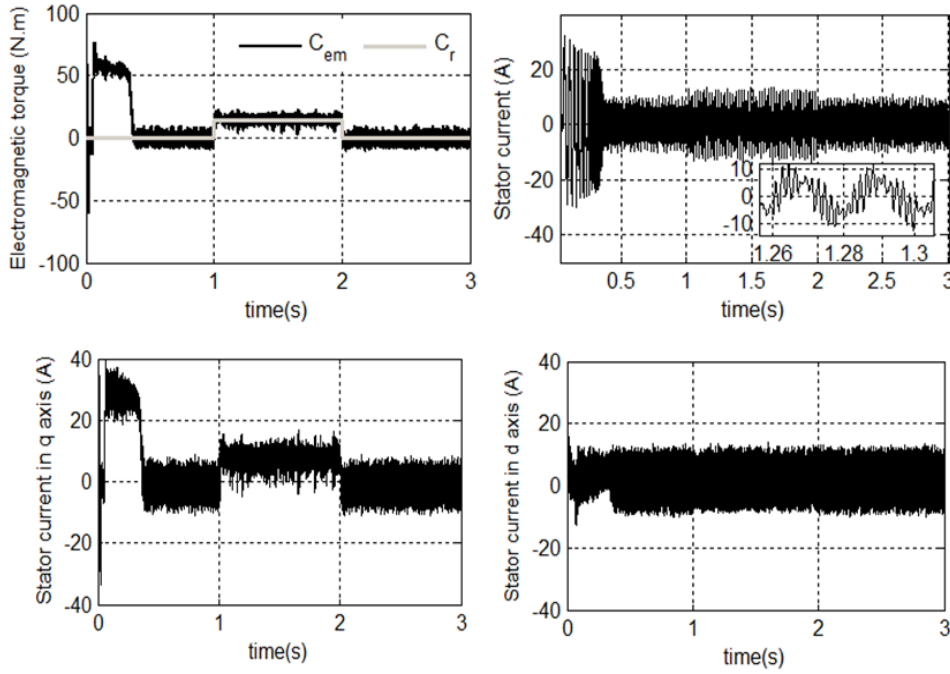 Electromagnetic torque (N.m)
100
50
0
-50
-100
C_em C_r
0 1 2 3
time(s)
Stator current (A)
20
0
-20
-40
10
0
-10
1.26 1.28 1.3
0.5 1 1.5 2 2.5 3
time(s)
Stator current in q axis (A)
40
20
0
-20
-40
0 1 2 3
time(s)
Stator current in d axis (A)
40
20
0
-20
-40
0 1 2 3
time(s)